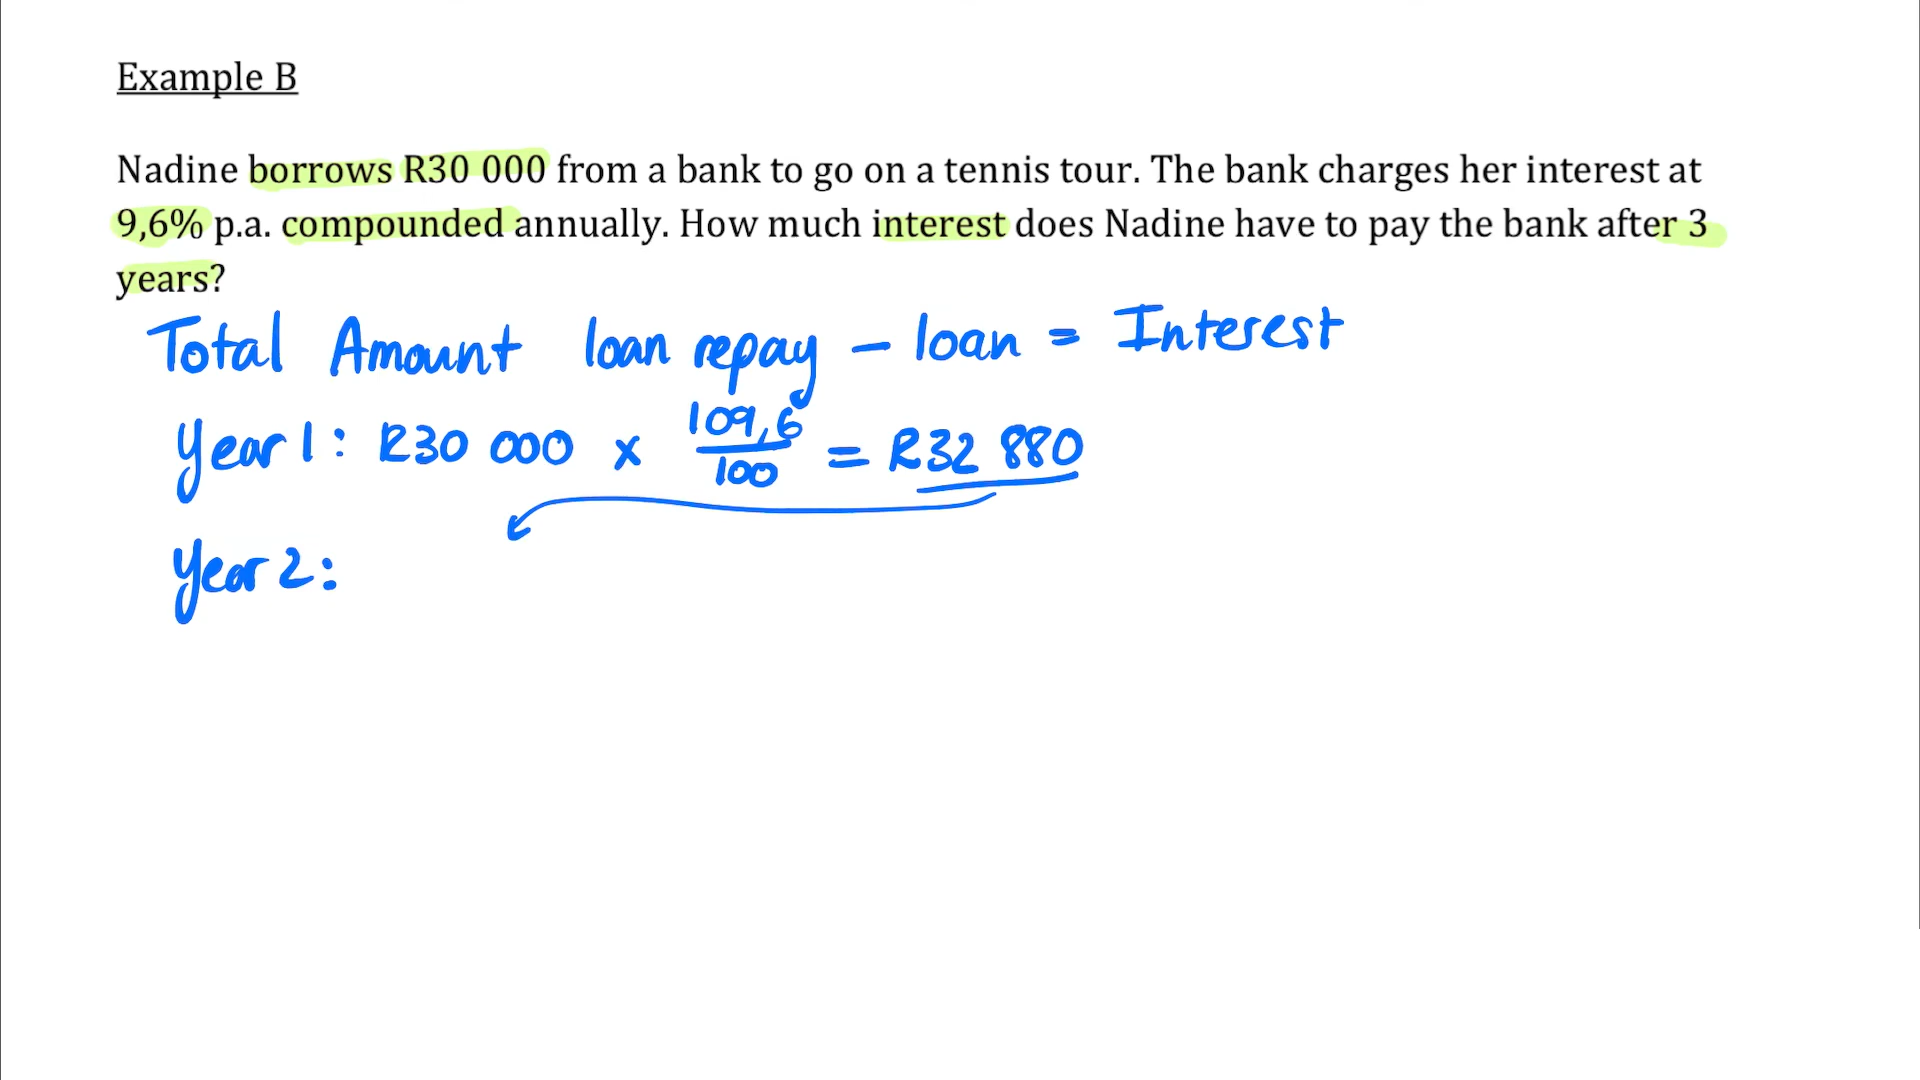 Example B
Nadine borrows R30 000 from a bank to go on a tennis tour. The bank charges her interest at
9,6% p.a. compounded annually. How much interest does Nadine have to pay the bank after 3
years?
Total Amount loan repay - loan = Interest
Year 1: R30 000 x 109,6/100 = R32 880
Year 2: